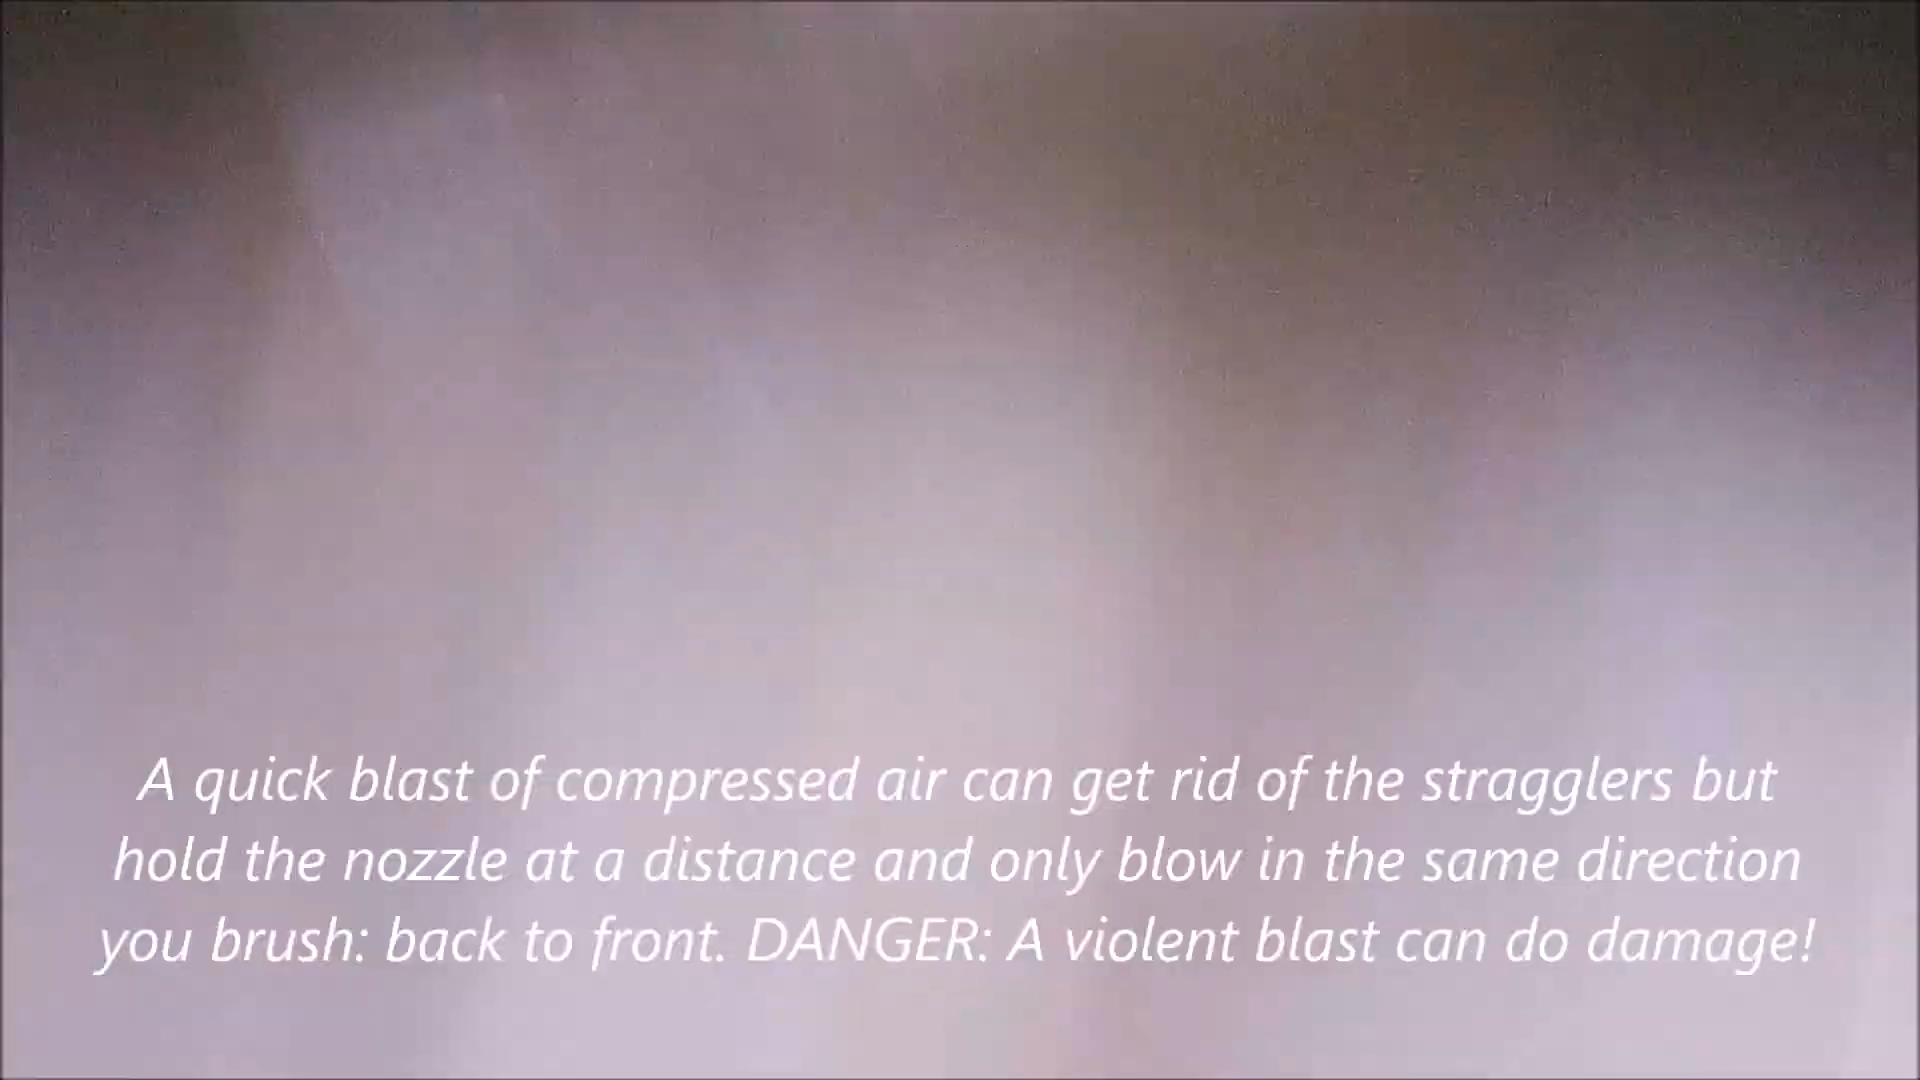 A quick blast of compressed air can get rid of the stragglers but
hold the nozzle at a distance and only blow in the same direction
you brush: back to front. DANGER: A violent blast can do damage!